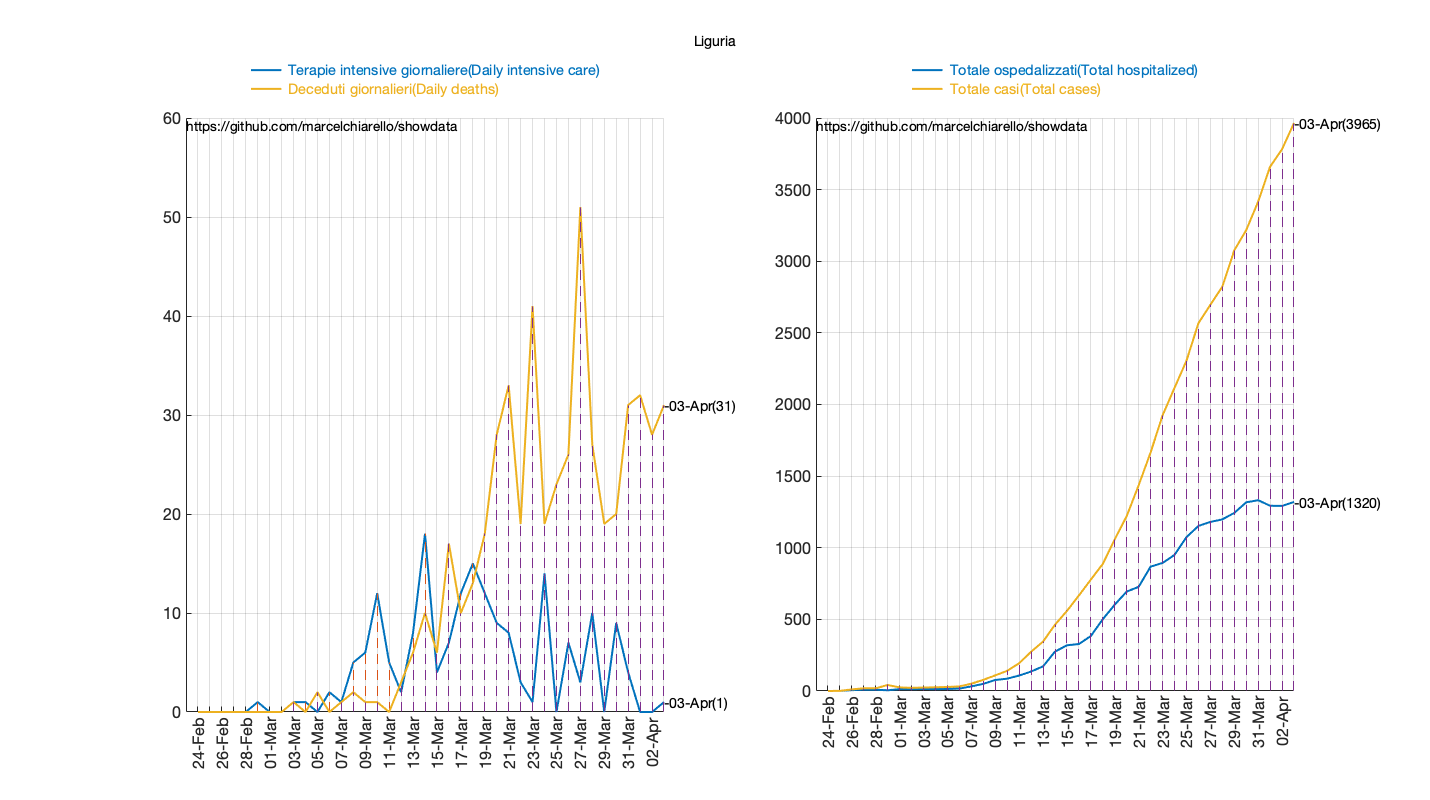 Liguria
Terapie intensive giornaliere(Daily intensive care)
Deceduti giornalieri(Daily deaths)
60
https://github.com/marcelchiarello/showdata
50
40
30
20
10
0
-03-Apr(31)
-03-Apr(1)
24-Feb
26-Feb
28-Feb
01-Mar
03-Mar
05-Mar
07-Mar
09-Mar
11-Mar
13-Mar
15-Mar
17-Mar
19-Mar
21-Mar
23-Mar
25-Mar
27-Mar
29-Mar
31-Mar
02-Apr
Totale ospedalizzati(Total hospitalized)
Totale casi(Total cases)
4000
https://github.com/marcelchiarello/showdata
3500
3000
2500
2000
1500
1000
500
0
-03-Apr(3965)
-03-Apr(1320)
24-Feb
26-Feb
28-Feb
01-Mar
03-Mar
05-Mar
07-Mar
09-Mar
11-Mar
13-Mar
15-Mar
17-Mar
19-Mar
21-Mar
23-Mar
25-Mar
27-Mar
29-Mar
31-Mar
02-Apr